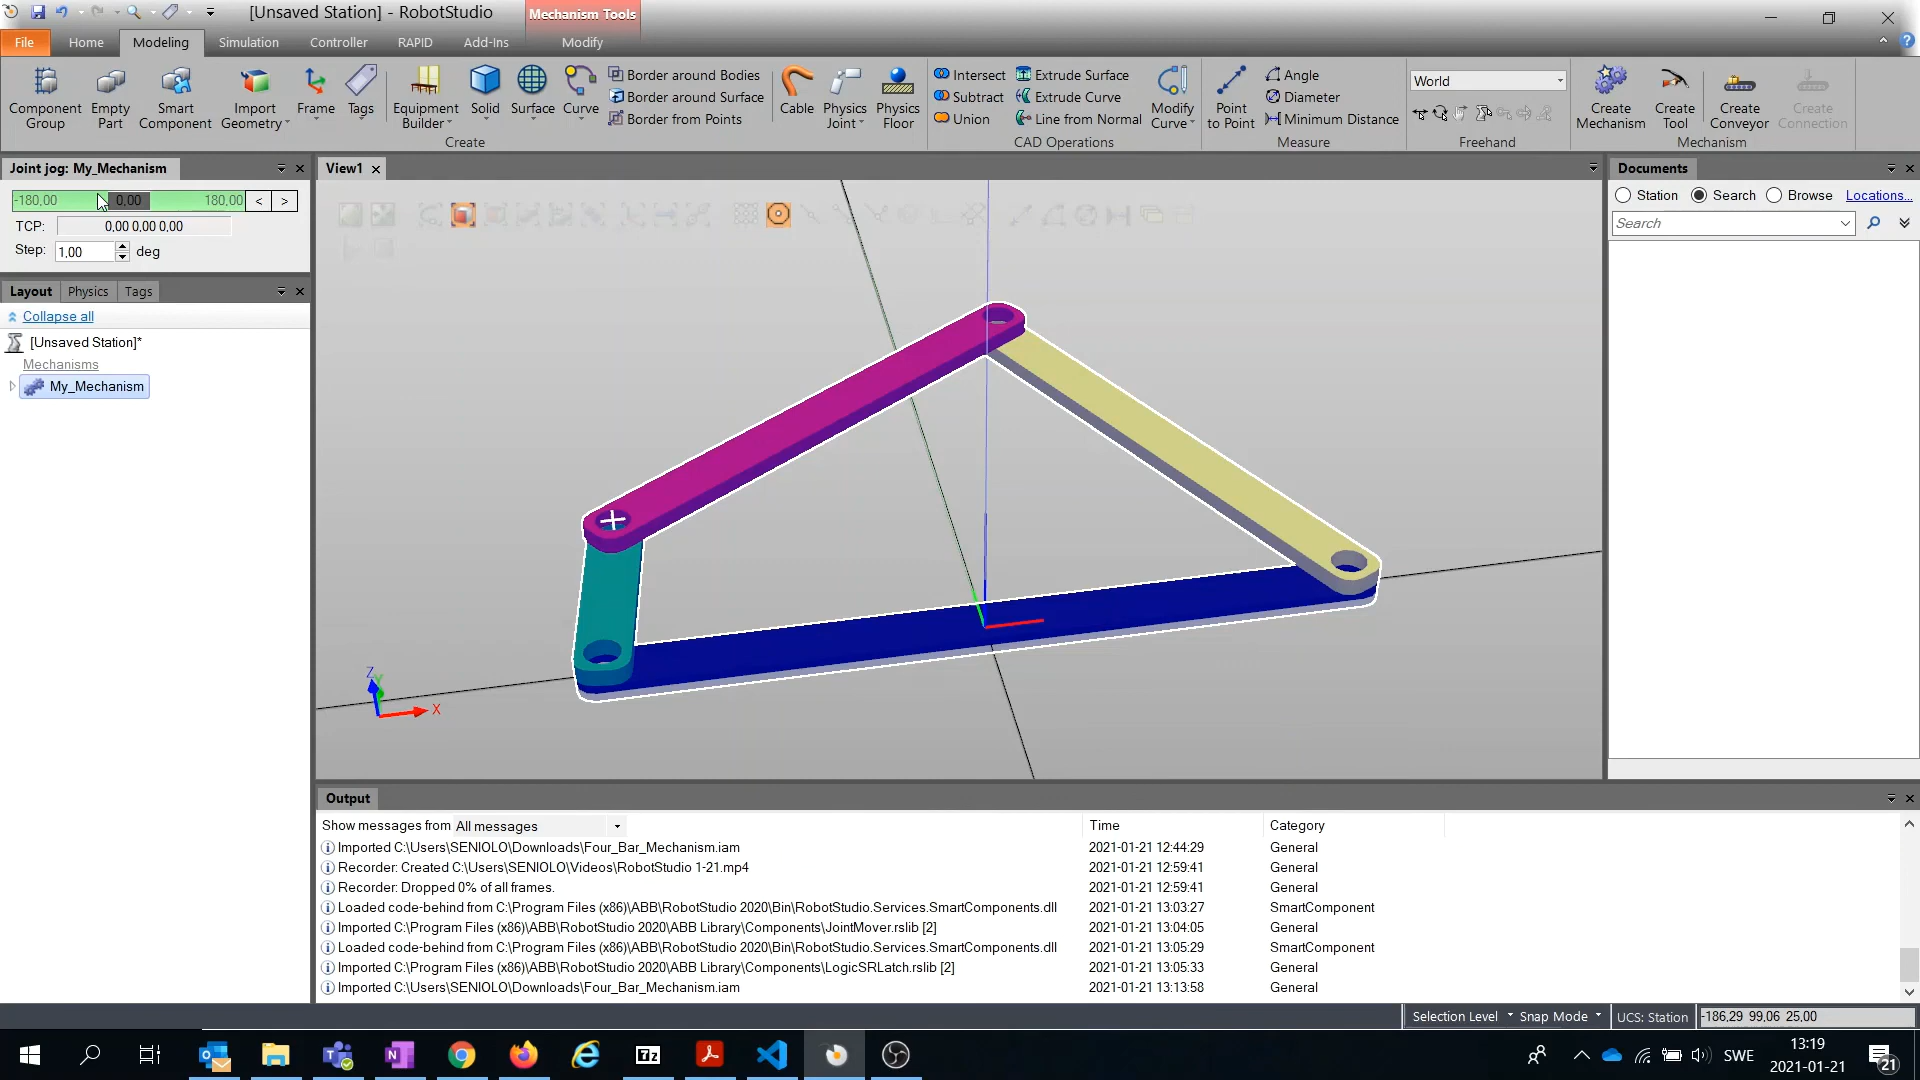 [Unsaved Station] - RobotStudio
Mechanism Tools
File
Home
Modeling
Simulation
Controller
RAPID
Add-Ins
Modify
Component Group
Empty Part
Smart Component
Import Geometry
Frame
Tags
Equipment Builder
Solid
Surface
Curve
Border around Bodies
Border around Surface
Border from Points
Create
Cable
Physics Joint
Physics Floor
Intersect
Subtract
Union
Extrude Surface
Extrude Curve
Line from Normal
Modify Curve
CAD Operations
Point to Point
Angle
Diameter
Minimum Distance
Measure
World
Freehand
Create Mechanism
Create Tool
Create Conveyor
Create Connection
Mechanism
Joint jog: My_Mechanism
-180,00 0,00 180,00 < >
TCP: 0,00 0,00 0,00
Step: 1,00 deg
Layout Physics Tags
Collapse all
[Unsaved Station]*
Mechanisms
My_Mechanism
View1
Z
Y
X
Documents
Station Search Browse Locations...
Search
Output
Show messages from All messages Time Category
Imported C:\Users\SENIOLO\Downloads\Four_Bar_Mechanism.iam 2021-01-21 12:44:29 General
Recorder: Created C:\Users\SENIOLO\Videos\RobotStudio 1-21.mp4 2021-01-21 12:59:41 General
Recorder: Dropped 0% of all frames. 2021-01-21 12:59:41 General
Loaded code-behind from C:\Program Files (x86)\ABB\RobotStudio 2020\Bin\RobotStudio.Services.SmartComponents.dll 2021-01-21 13:03:27 SmartComponent
Imported C:\Program Files (x86)\ABB\RobotStudio 2020\ABB Library\Components\JointMover.rslib [2] 2021-01-21 13:04:05 General
Loaded code-behind from C:\Program Files (x86)\ABB\RobotStudio 2020\Bin\RobotStudio.Services.SmartComponents.dll 2021-01-21 13:05:29 SmartComponent
Imported C:\Program Files (x86)\ABB\RobotStudio 2020\ABB Library\Components\LogicSRLatch.rslib [2] 2021-01-21 13:05:33 General
Imported C:\Users\SENIOLO\Downloads\Four_Bar_Mechanism.iam 2021-01-21 13:13:58 General
Selection Level Snap Mode UCS: Station -186,29 99,06 25,00
7z
SWE
13:19
2021-01-21
21